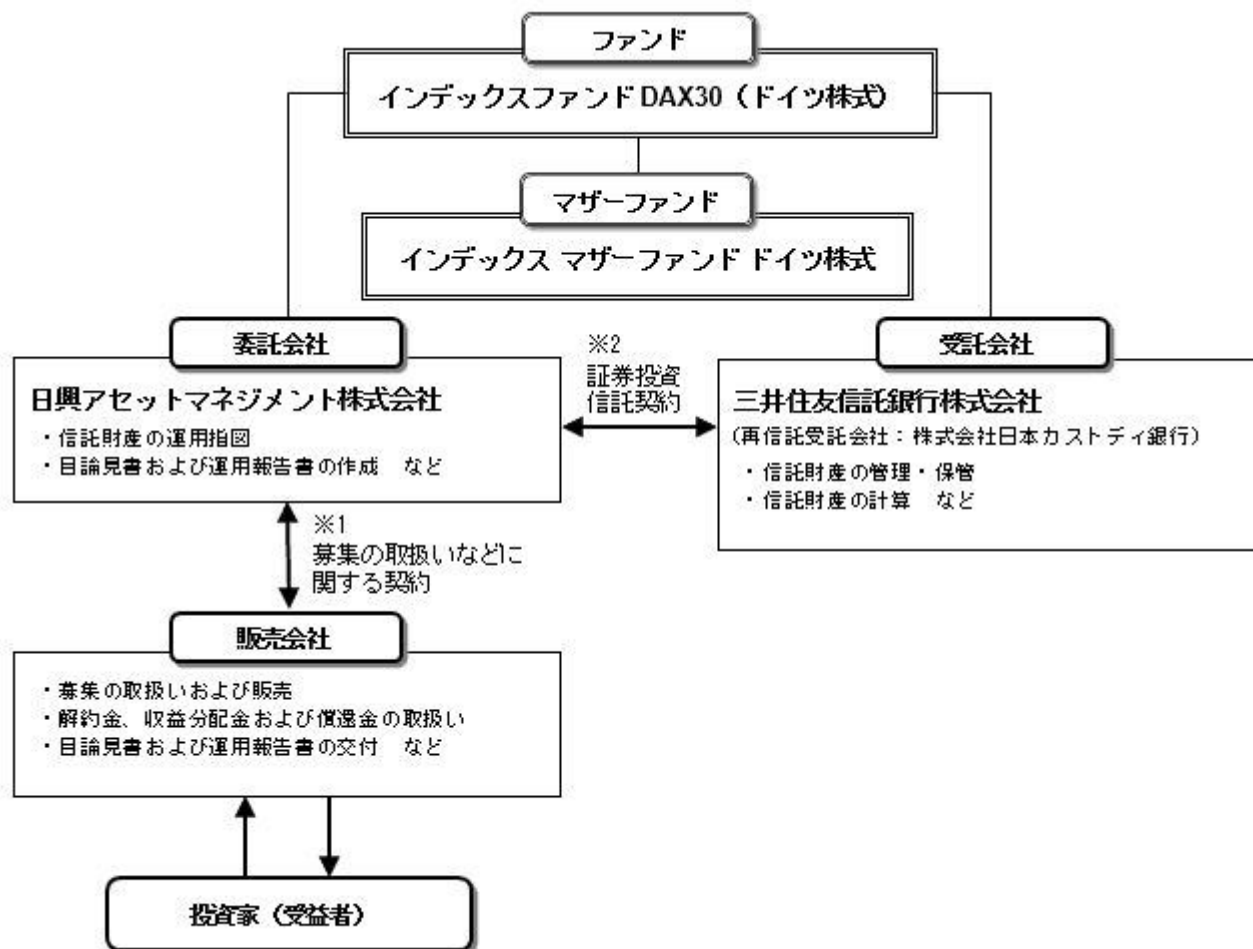 ファンド
インデックスファンド DAX30 (ドイツ株式)
マザーファンド
インデックス マザーファンド ドイツ株式
委託会社
日興アセットマネジメント株式会社
・信託財産の運用指図
・目論見書および運用報告書の作成 など
※2
証券投資
信託契約
受託会社
三井住友信託銀行株式会社
(再信託受託会社：株式会社日本カストディ銀行)
・信託財産の管理・保管
・信託財産の計算 など
※1
募集の取扱いなどに
関する契約
販売会社
・募集の取扱いおよび販売
・解約金、収益分配金および償還金の取扱い
・目論見書および運用報告書の交付 など
投資家 (受益者)